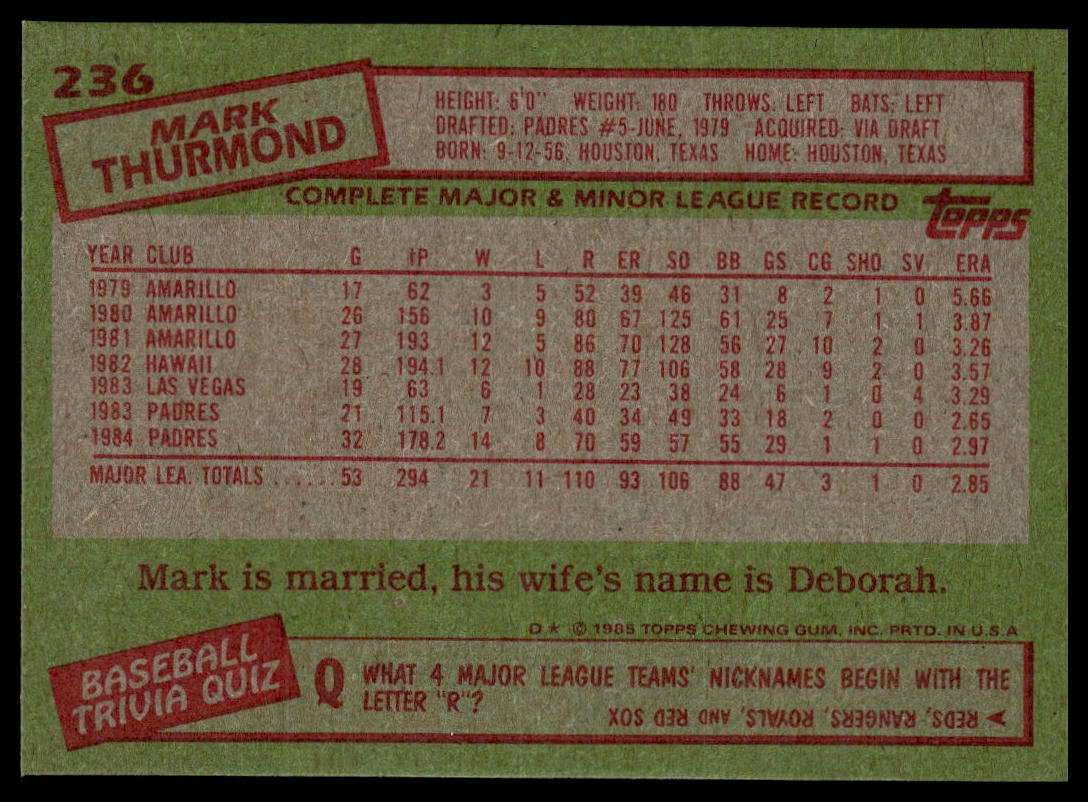 236
MARK
THURMOND
HEIGHT: 6'0" WEIGHT: 180 THROWS: LEFT BATS: LEFT
DRAFTED: PADRES #5-JUNE, 1979 ACQUIRED: VIA DRAFT
BORN: 9-12-56, HOUSTON, TEXAS HOME: HOUSTON, TEXAS
COMPLETE MAJOR & MINOR LEAGUE RECORD
topps
YEAR CLUB G IP W L R ER SO BB GS CG SHO SV ERA
1979 AMARILLO 17 62 3 5 52 39 46 31 8 2 1 0 5.66
1980 AMARILLO 26 156 10 9 80 67 125 61 25 7 1 1 3.87
1981 AMARILLO 27 193 12 5 86 70 128 56 27 10 2 0 3.26
1982 HAWAII 28 194.1 12 10 88 77 106 58 28 9 2 0 3.57
1983 LAS VEGAS 19 63 6 1 28 23 38 24 6 1 0 4 3.29
1983 PADRES 21 115.1 7 3 40 34 49 33 18 2 0 0 2.65
1984 PADRES 32 178.2 14 8 70 59 57 55 29 1 1 0 2.97
MAJOR LEA. TOTALS ...... 53 294 21 11 110 93 106 88 47 3 1 0 2.85
Mark is married, his wife's name is Deborah.
D★ © 1985 TOPPS CHEWING GUM, INC. PRTD. IN U.S.A
BASEBALL
TRIVIA QUIZ
Q WHAT 4 MAJOR LEAGUE TEAMS' NICKNAMES BEGIN WITH THE
LETTER "R"?
➤ REDS, RANGERS, ROYALS, AND RED SOX